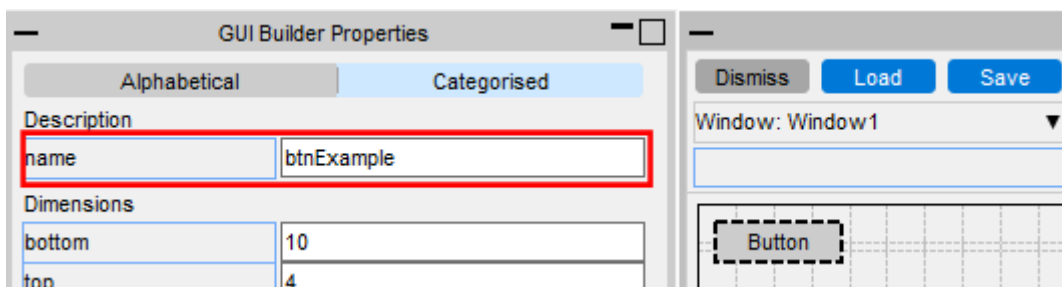 GUI Builder Properties
Alphabetical Categorised
Description
name btnExample
Dimensions
bottom 10
top 4
Dismiss Load Save
Window: Window1
Button